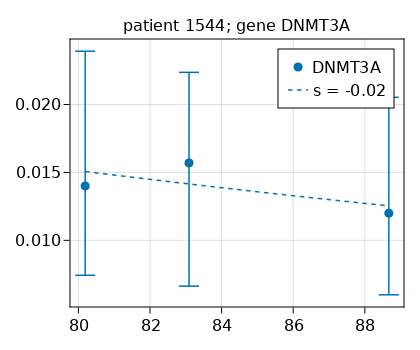 patient 1544; gene DNMT3A
DNMT3A
s = -0.02
0.020
0.015
0.010
80
82
84
86
88